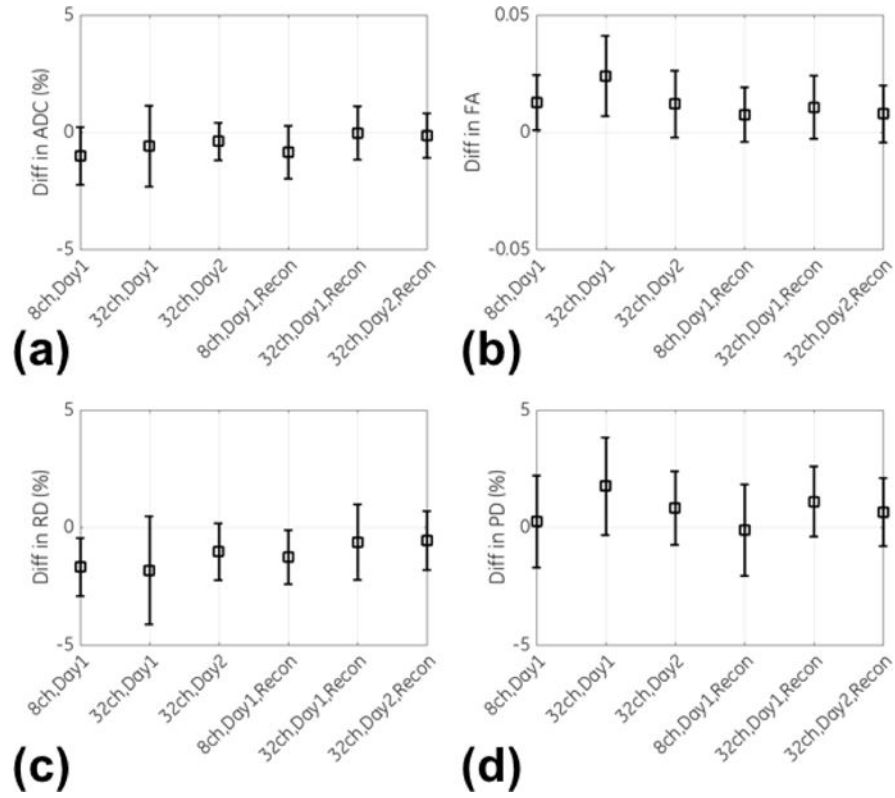 5
0
-5
Diff in ADC (%)
8ch,Day1
32ch,Day1
32ch,Day2
8ch,Day1,Recon
32ch,Day1,Recon
32ch,Day2,Recon
(a)
0.05
0
-0.05
Diff in FA
8ch,Day1
32ch,Day1
32ch,Day2
8ch,Day1,Recon
32ch,Day1,Recon
32ch,Day2,Recon
(b)
5
0
-5
Diff in RD (%)
8ch,Day1
32ch,Day1
32ch,Day2
8ch,Day1,Recon
32ch,Day1,Recon
32ch,Day2,Recon
(c)
5
0
-5
Diff in PD (%)
8ch,Day1
32ch,Day1
32ch,Day2
8ch,Day1,Recon
32ch,Day1,Recon
32ch,Day2,Recon
(d)